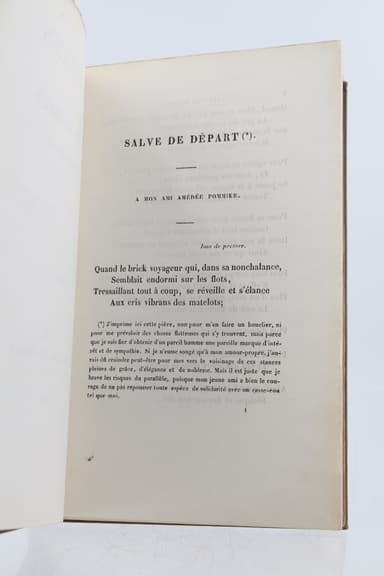 SALVE DE DÉPART (*).
A MON AMI AMÉDÉE POMMIER.
Quand le brick voyageur qui, dans sa nonchalance,
Semblait endormi sur les flots,
Tressaillant tout à coup, se réveille et s'élance
Aux cris vibrans des matelots;
(*) J'imprime ici cette pièce, non pour m'en faire un bouclier, ni
pour me prévaloir des choses flatteuses qui s'y trouvent, mais parce
que je suis fier d'obtenir d'un pareil homme une pareille marque d'inté-
rêt et de sympathie. Si je n'eusse songé qu'à mon amour-propre, j'au-
rais dû craindre peut-être pour mes vers le voisinage de ces stances
pleines de grâce, d'élégance et de noblesse. Mais il est juste que je
brave les risques du parallèle, puisque mon jeune ami a bien le cou-
rage de ne pas repousser toute espèce de solidarité avec un
tel que moi.
1